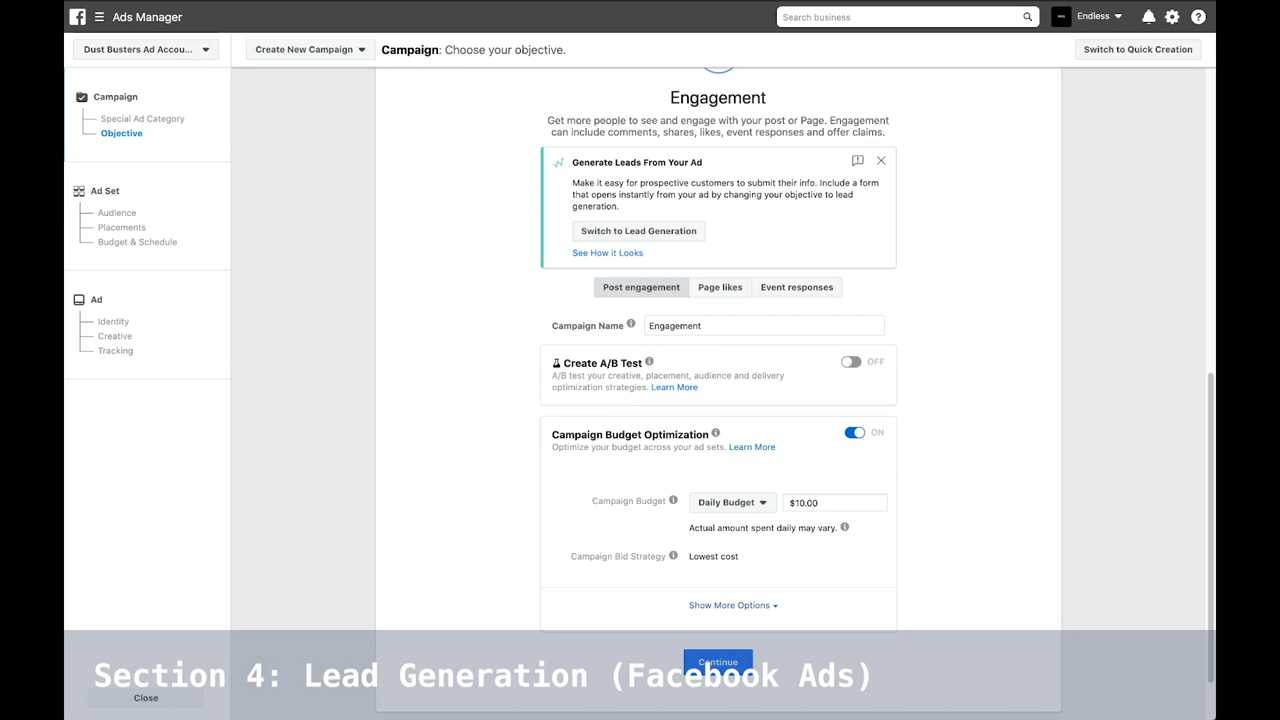 Ads Manager
Search business
Endless
Dust Busters Ad Accou...
Create New Campaign
Campaign: Choose your objective.
Switch to Quick Creation
Campaign
Special Ad Category
Objective
Ad Set
Audience
Placements
Budget & Schedule
Ad
Identity
Creative
Tracking
Close
Engagement
Get more people to see and engage with your post or Page. Engagement
can include comments, shares, likes, event responses and offer claims.
Generate Leads From Your Ad
Make it easy for prospective customers to submit their info. Include a form
that opens instantly from your ad by changing your objective to lead
generation.
Switch to Lead Generation
See How it Looks
Post engagement Page likes Event responses
Campaign Name Engagement
Create A/B Test OFF
A/B test your creative, placement, audience and delivery
optimization strategies. Learn More
Campaign Budget Optimization ON
Optimize your budget across your ad sets. Learn More
Campaign Budget Daily Budget $10.00
Actual amount spent daily may vary.
Campaign Bid Strategy Lowest cost
Show More Options
Continue
Section 4: Lead Generation (Facebook Ads)